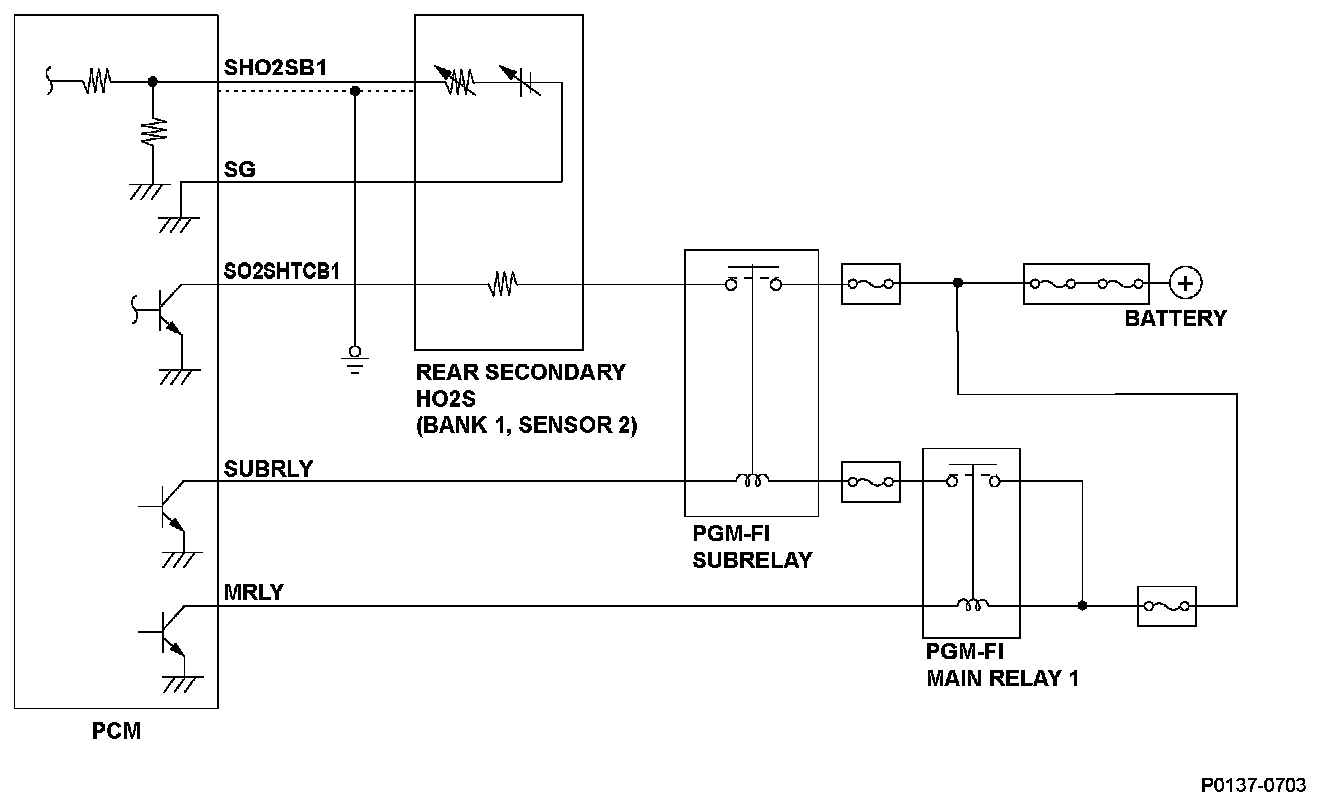 SHO2SB1
SG
SO2SHTCB1
BATTERY
REAR SECONDARY
HO2S
(BANK 1, SENSOR 2)
SUBRLY
PGM-FI
SUBRELAY
MRLY
PGM-FI
MAIN RELAY 1
PCM
P0137-0703